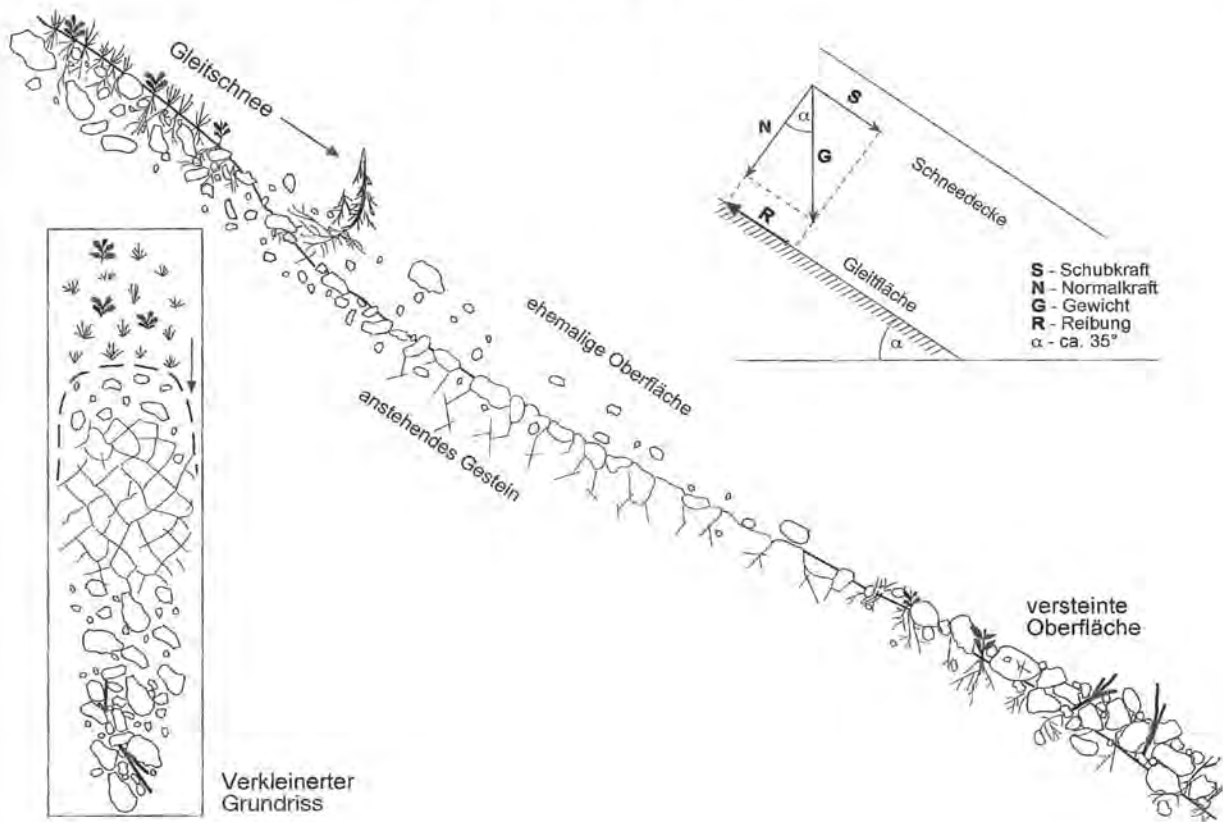 Gleitschnee
S
N
α
G
R
Schneedecke
Gleitfläche
α
S - Schubkraft
N - Normalkraft
G - Gewicht
R - Reibung
α - ca. 35°
ehemalige Oberfläche
anstehendes Gestein
versteinte
Oberfläche
Verkleinerter
Grundriss